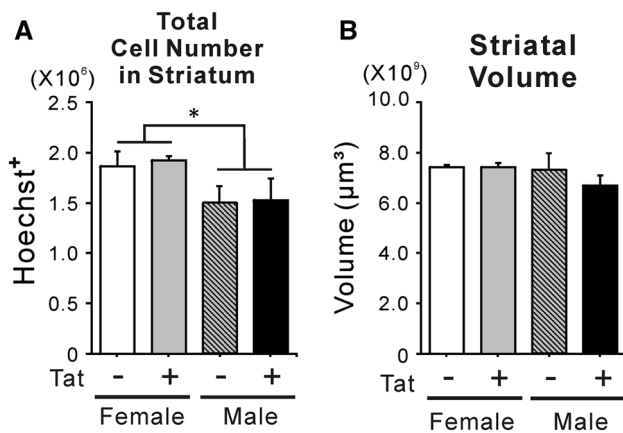 A
Total
Cell Number
in Striatum
(X10⁶)
Hoechst⁺
2.5
2.0
1.5
1.0
0.5
0
*
Tat - + - +
Female Male
B
Striatal
Volume
(X10⁹)
Volume (μm³)
10.0
8.0
6.0
4.0
2.0
0
Tat - + - +
Female Male